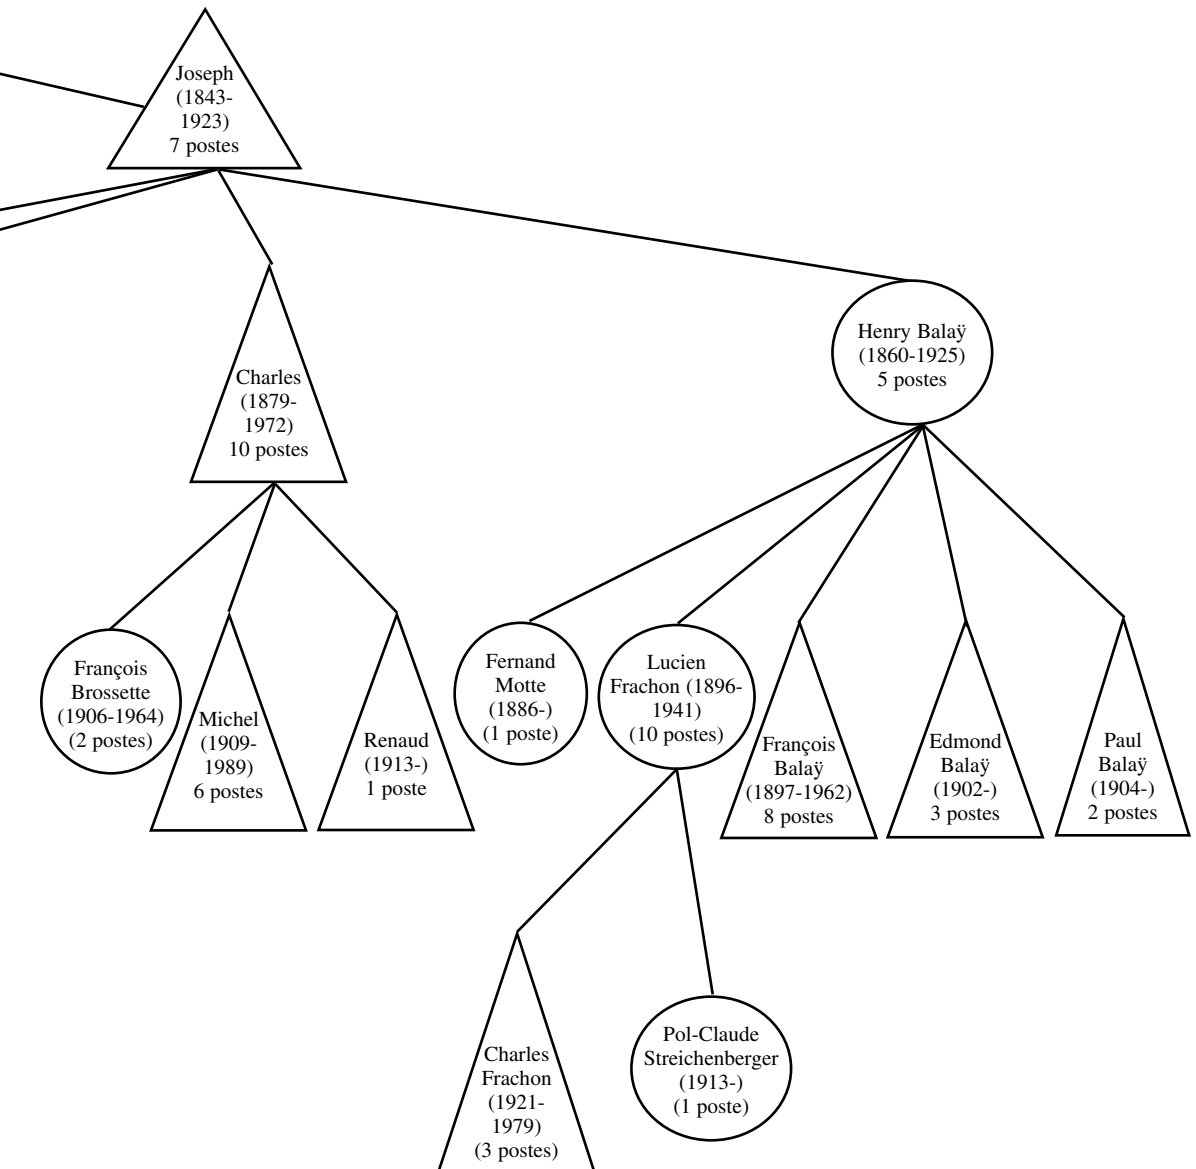 Joseph
(1843-
1923)
7 postes
Henry Balaÿ
(1860-1925)
5 postes
Charles
(1879-
1972)
10 postes
François
Brossette
(1906-1964)
(2 postes)
Michel
(1909-
1989)
6 postes
Renaud
(1913-)
1 poste
Fernand
Motte
(1886-)
(1 poste)
Lucien
Frachon (1896-
1941)
(10 postes)
François
Balaÿ
(1897-1962)
8 postes
Edmond
Balaÿ
(1902-)
3 postes
Paul
Balaÿ
(1904-)
2 postes
Charles
Frachon
(1921-
1979)
(3 postes)
Pol-Claude
Streichenberger
(1913-)
(1 poste)